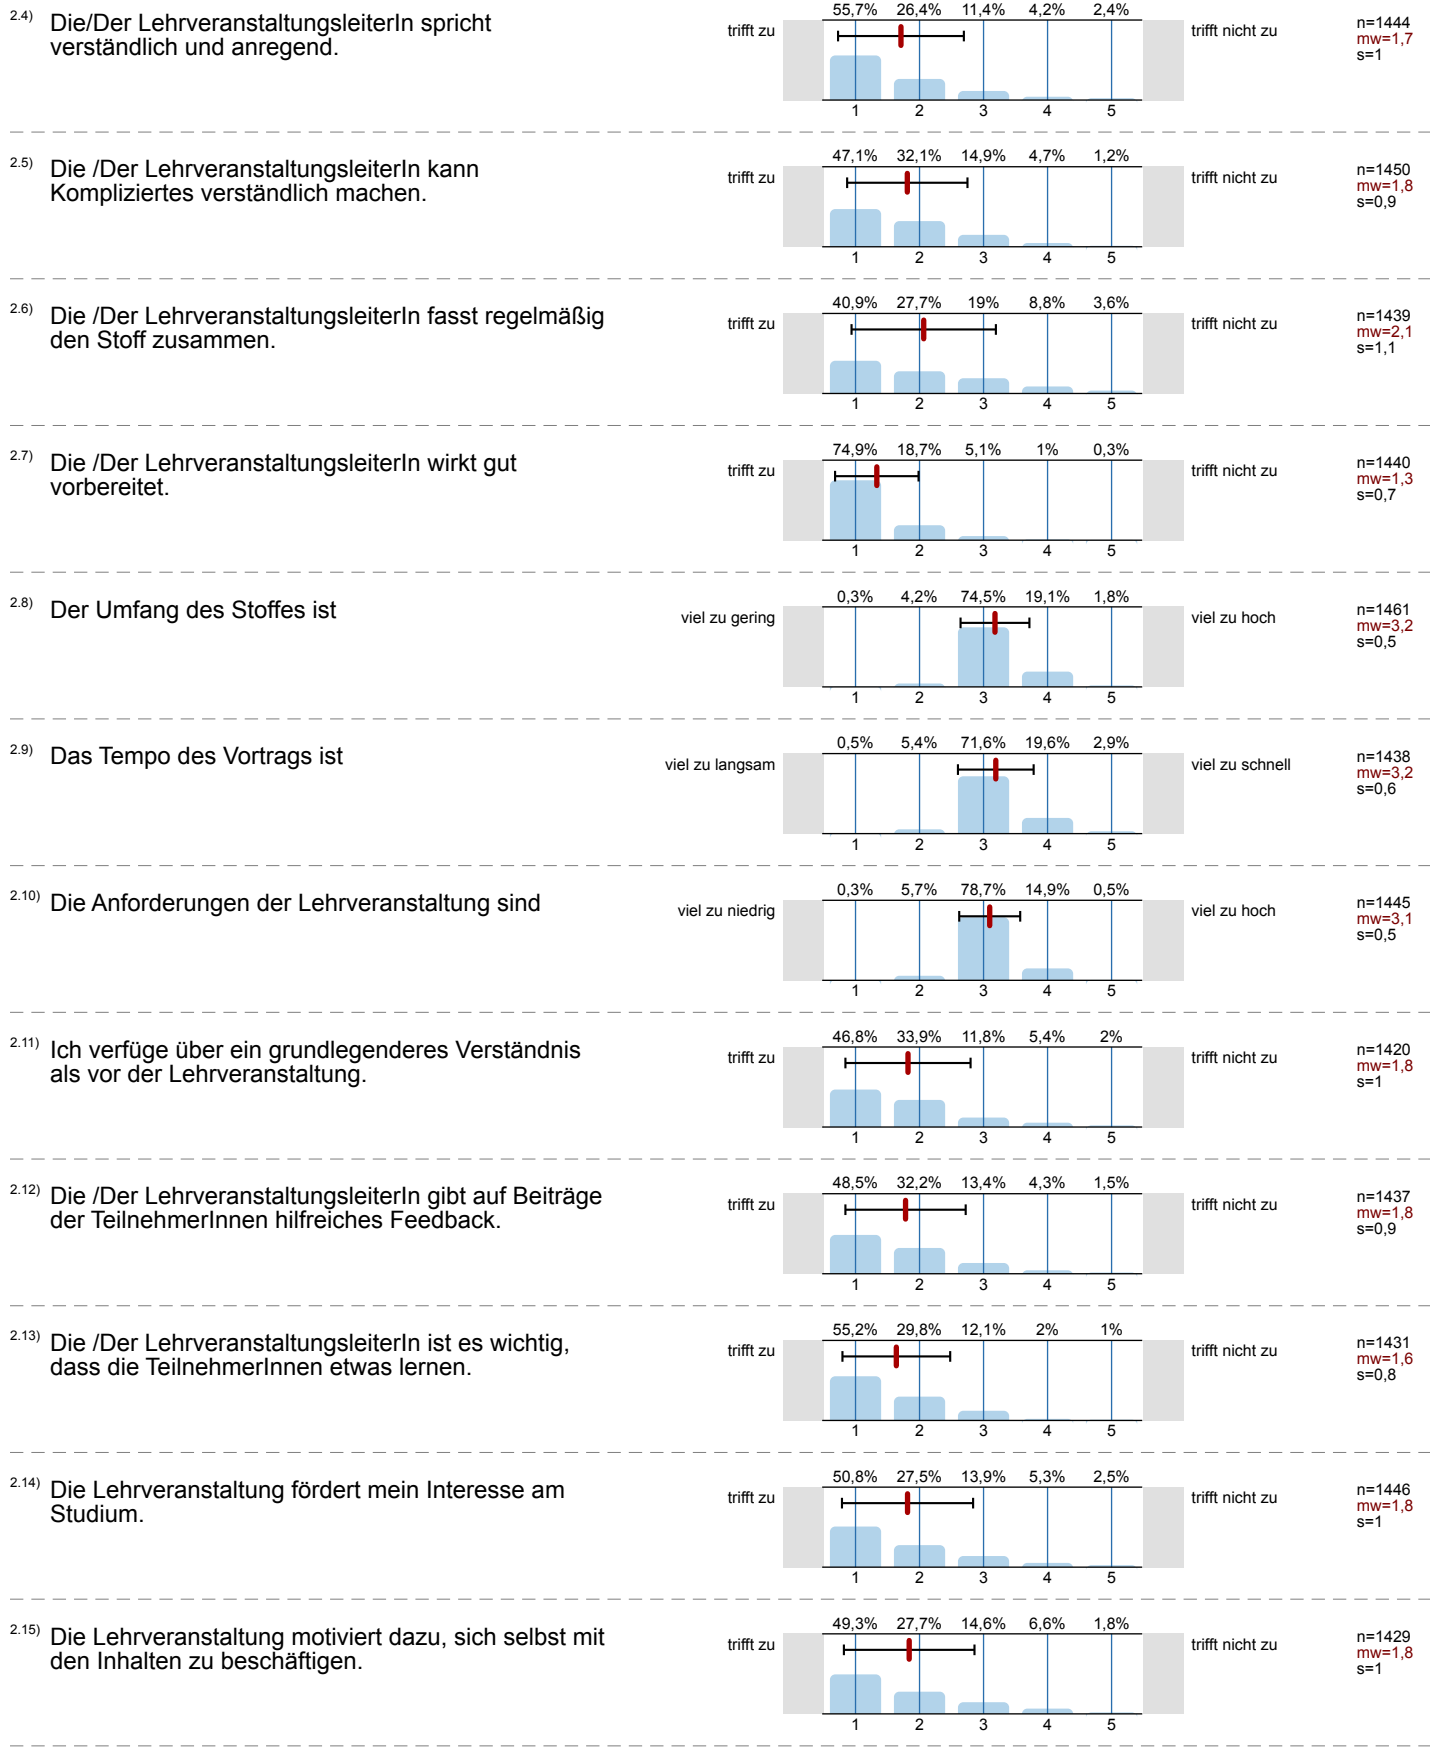 2.4) Die/Der LehrveranstaltungsleiterIn spricht
verständlich und anregend.
55,7% 26,4% 11,4% 4,2% 2,4%
trifft zu
trifft nicht zu
1 2 3 4 5
n=1444
mw=1,7
s=1
2.5) Die /Der LehrveranstaltungsleiterIn kann
Kompliziertes verständlich machen.
47,1% 32,1% 14,9% 4,7% 1,2%
trifft zu
trifft nicht zu
1 2 3 4 5
n=1450
mw=1,8
s=0,9
2.6) Die /Der LehrveranstaltungsleiterIn fasst regelmäßig
den Stoff zusammen.
40,9% 27,7% 19% 8,8% 3,6%
trifft zu
trifft nicht zu
1 2 3 4 5
n=1439
mw=2,1
s=1,1
2.7) Die /Der LehrveranstaltungsleiterIn wirkt gut
vorbereitet.
74,9% 18,7% 5,1% 1% 0,3%
trifft zu
trifft nicht zu
1 2 3 4 5
n=1440
mw=1,3
s=0,7
2.8) Der Umfang des Stoffes ist
0,3% 4,2% 74,5% 19,1% 1,8%
viel zu gering
viel zu hoch
1 2 3 4 5
n=1461
mw=3,2
s=0,5
2.9) Das Tempo des Vortrags ist
0,5% 5,4% 71,6% 19,6% 2,9%
viel zu langsam
viel zu schnell
1 2 3 4 5
n=1438
mw=3,2
s=0,6
2.10) Die Anforderungen der Lehrveranstaltung sind
0,3% 5,7% 78,7% 14,9% 0,5%
viel zu niedrig
viel zu hoch
1 2 3 4 5
n=1445
mw=3,1
s=0,5
2.11) Ich verfüge über ein grundlegenderes Verständnis
als vor der Lehrveranstaltung.
46,8% 33,9% 11,8% 5,4% 2%
trifft zu
trifft nicht zu
1 2 3 4 5
n=1420
mw=1,8
s=1
2.12) Die /Der LehrveranstaltungsleiterIn gibt auf Beiträge
der TeilnehmerInnen hilfreiches Feedback.
48,5% 32,2% 13,4% 4,3% 1,5%
trifft zu
trifft nicht zu
1 2 3 4 5
n=1437
mw=1,8
s=0,9
2.13) Die /Der LehrveranstaltungsleiterIn ist es wichtig,
dass die TeilnehmerInnen etwas lernen.
55,2% 29,8% 12,1% 2% 1%
trifft zu
trifft nicht zu
1 2 3 4 5
n=1431
mw=1,6
s=0,8
2.14) Die Lehrveranstaltung fördert mein Interesse am
Studium.
50,8% 27,5% 13,9% 5,3% 2,5%
trifft zu
trifft nicht zu
1 2 3 4 5
n=1446
mw=1,8
s=1
2.15) Die Lehrveranstaltung motiviert dazu, sich selbst mit
den Inhalten zu beschäftigen.
49,3% 27,7% 14,6% 6,6% 1,8%
trifft zu
trifft nicht zu
1 2 3 4 5
n=1429
mw=1,8
s=1